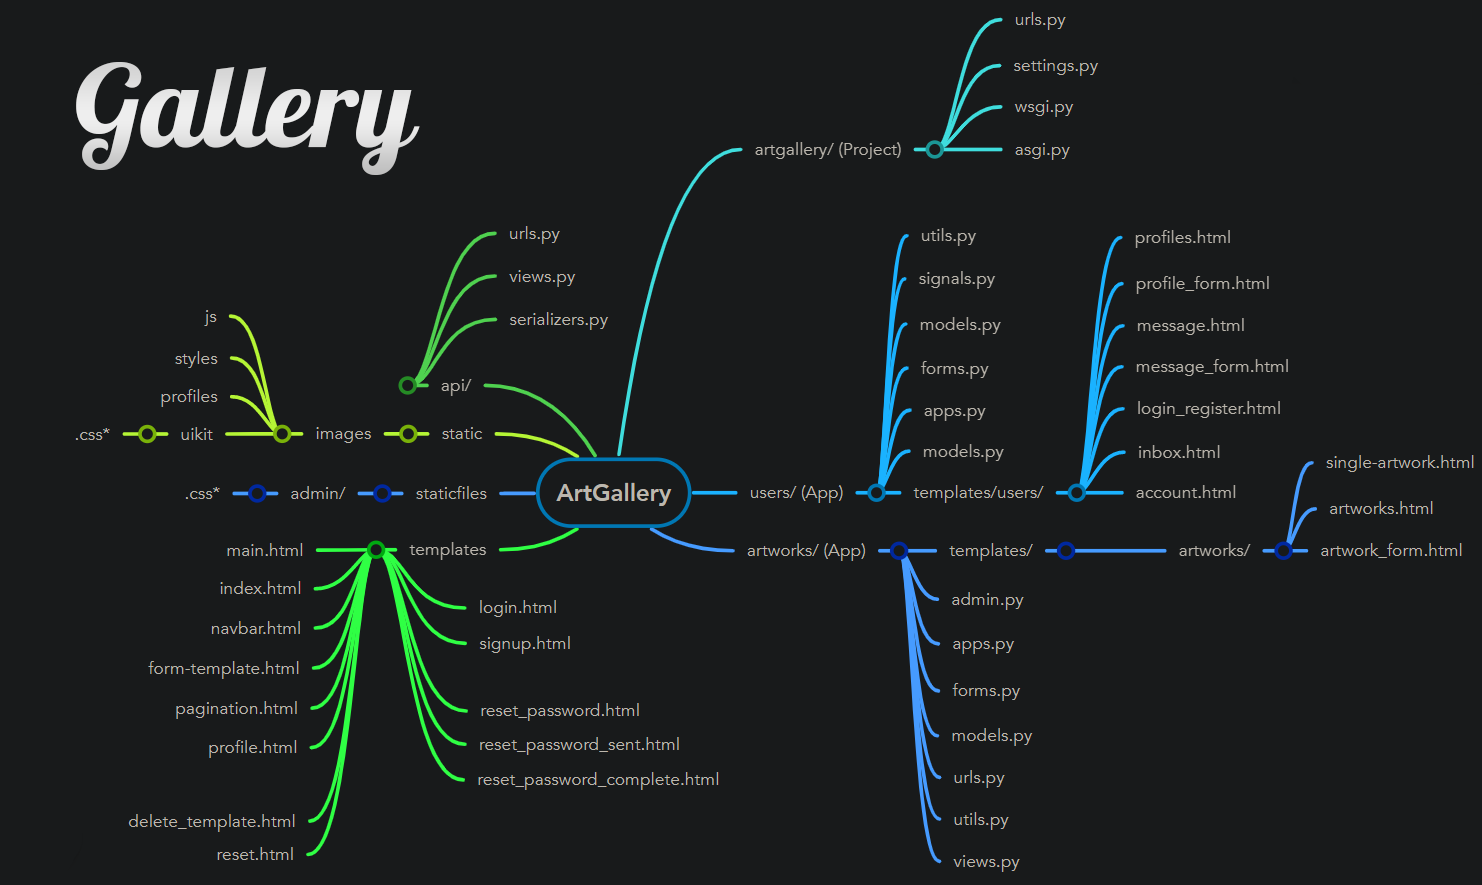 Gallery
urls.py
settings.py
wsgi.py
artgallery/ (Project)
asgi.py
urls.py
views.py
serializers.py
api/
js
styles
profiles
.css*
uikit
images
static
.css*
admin/
staticfiles
ArtGallery
utils.py
signals.py
models.py
forms.py
apps.py
models.py
users/ (App)
templates/users/
profiles.html
profile_form.html
message.html
message_form.html
login_register.html
inbox.html
account.html
single-artwork.html
artworks.html
artworks/ (App)
templates/
artworks/
artwork_form.html
admin.py
apps.py
forms.py
models.py
urls.py
utils.py
views.py
main.html
templates
index.html
navbar.html
form-template.html
pagination.html
profile.html
delete_template.html
reset.html
login.html
signup.html
reset_password.html
reset_password_sent.html
reset_password_complete.html